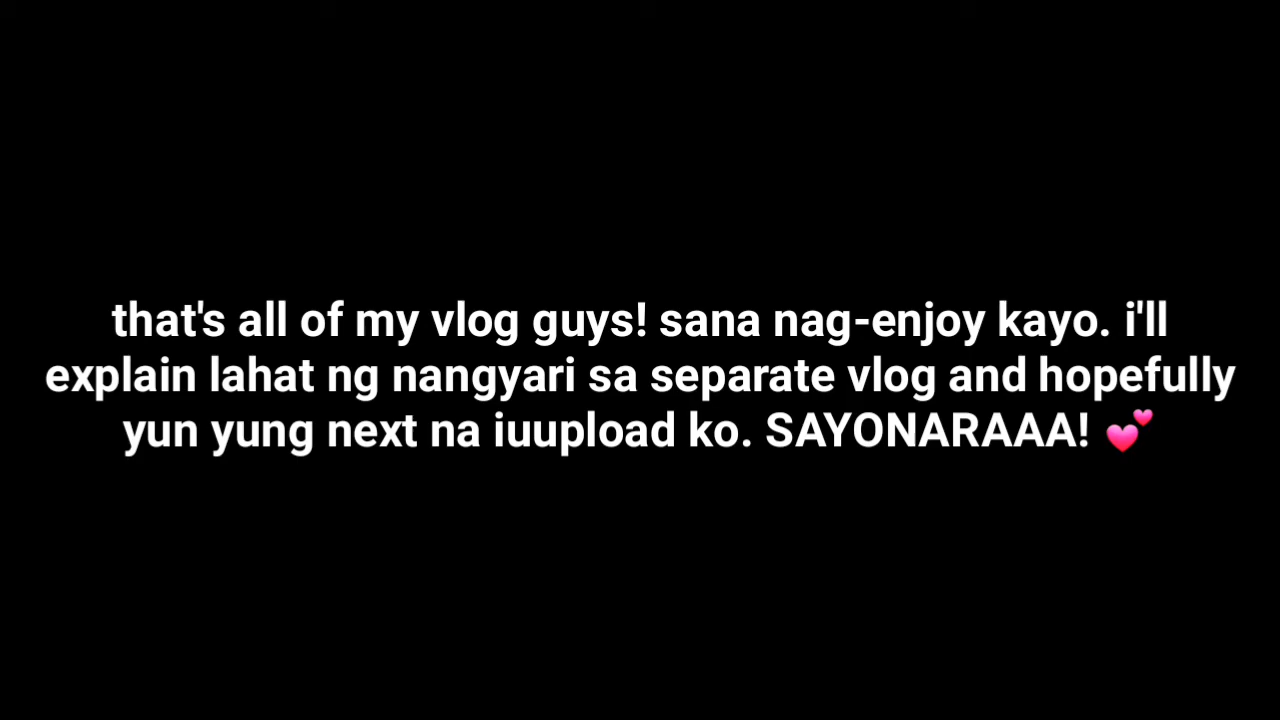 that's all of my vlog guys! sana nag-enjoy kayo. i'll
explain lahat ng nangyari sa separate vlog and hopefully
yun yung next na iuupload ko. SAYONARAAA! 💕